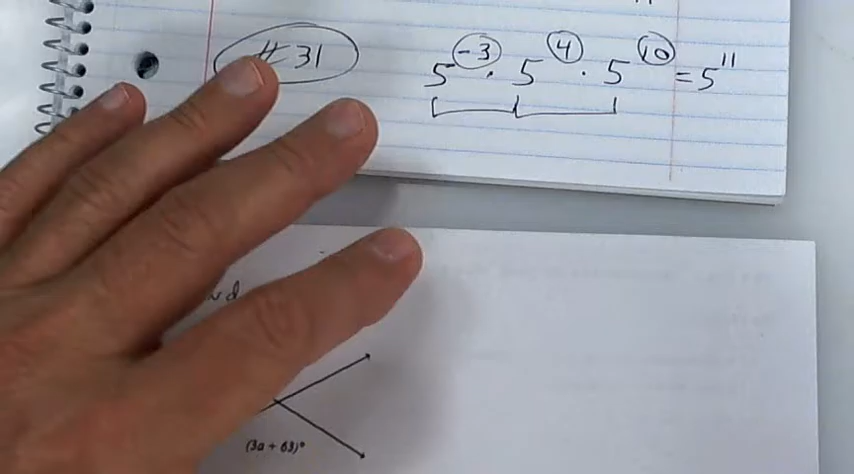 # 31
5^-3 · 5^4 · 5^10 = 5^11
(3a + 63)°